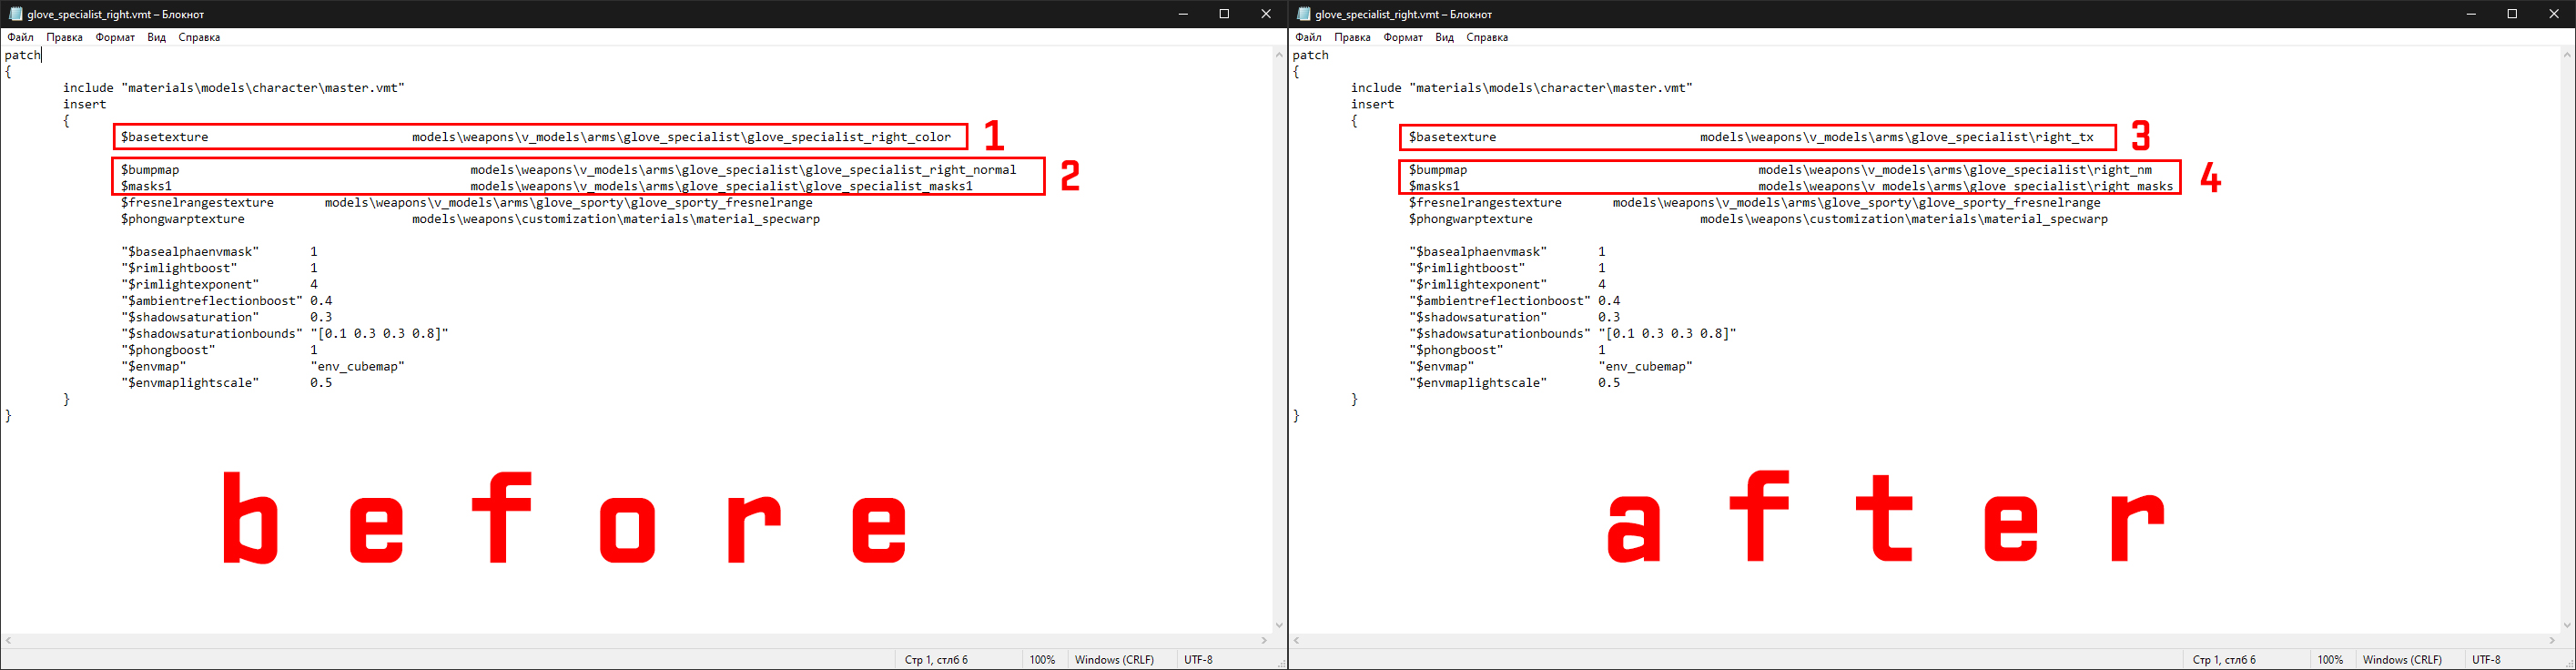 glove_specialist_right.vmt – Блокнот
Файл Правка Формат Вид Справка
patch
{
include "materials\models\character\master.vmt"
insert
{
$basetexture models\weapons\v_models\arms\glove_specialist\glove_specialist_right_color
1
$bumpmap models\weapons\v_models\arms\glove_specialist\glove_specialist_right_normal
$masks1 models\weapons\v_models\arms\glove_specialist\glove_specialist_masks1
2
$fresnelrangestexture models\weapons\v_models\arms\glove_sporty\glove_sporty_fresnelrange
$phongwarptexture models\weapons\customization\materials\material_specwarp
"$basealphaenvmask" 1
"$rimlightboost" 1
"$rimlightexponent" 4
"$ambientreflectionboost" 0.4
"$shadowsaturation" 0.3
"$shadowsaturationbounds" "[0.1 0.3 0.3 0.8]"
"$phongboost" 1
"$envmap" "env_cubemap"
"$envmaplightscale" 0.5
}
}
before
Стр 1, стлб 6 100% Windows (CRLF) UTF-8
glove_specialist_right.vmt – Блокнот
Файл Правка Формат Вид Справка
patch
{
include "materials\models\character\master.vmt"
insert
{
$basetexture models\weapons\v_models\arms\glove_specialist\right_tx
3
$bumpmap models\weapons\v_models\arms\glove_specialist\right_nm
$masks1 models\weapons\v_models\arms\glove_specialist\right_masks
4
$fresnelrangestexture models\weapons\v_models\arms\glove_sporty\glove_sporty_fresnelrange
$phongwarptexture models\weapons\customization\materials\material_specwarp
"$basealphaenvmask" 1
"$rimlightboost" 1
"$rimlightexponent" 4
"$ambientreflectionboost" 0.4
"$shadowsaturation" 0.3
"$shadowsaturationbounds" "[0.1 0.3 0.3 0.8]"
"$phongboost" 1
"$envmap" "env_cubemap"
"$envmaplightscale" 0.5
}
}
after
Стр 1, стлб 6 100% Windows (CRLF) UTF-8